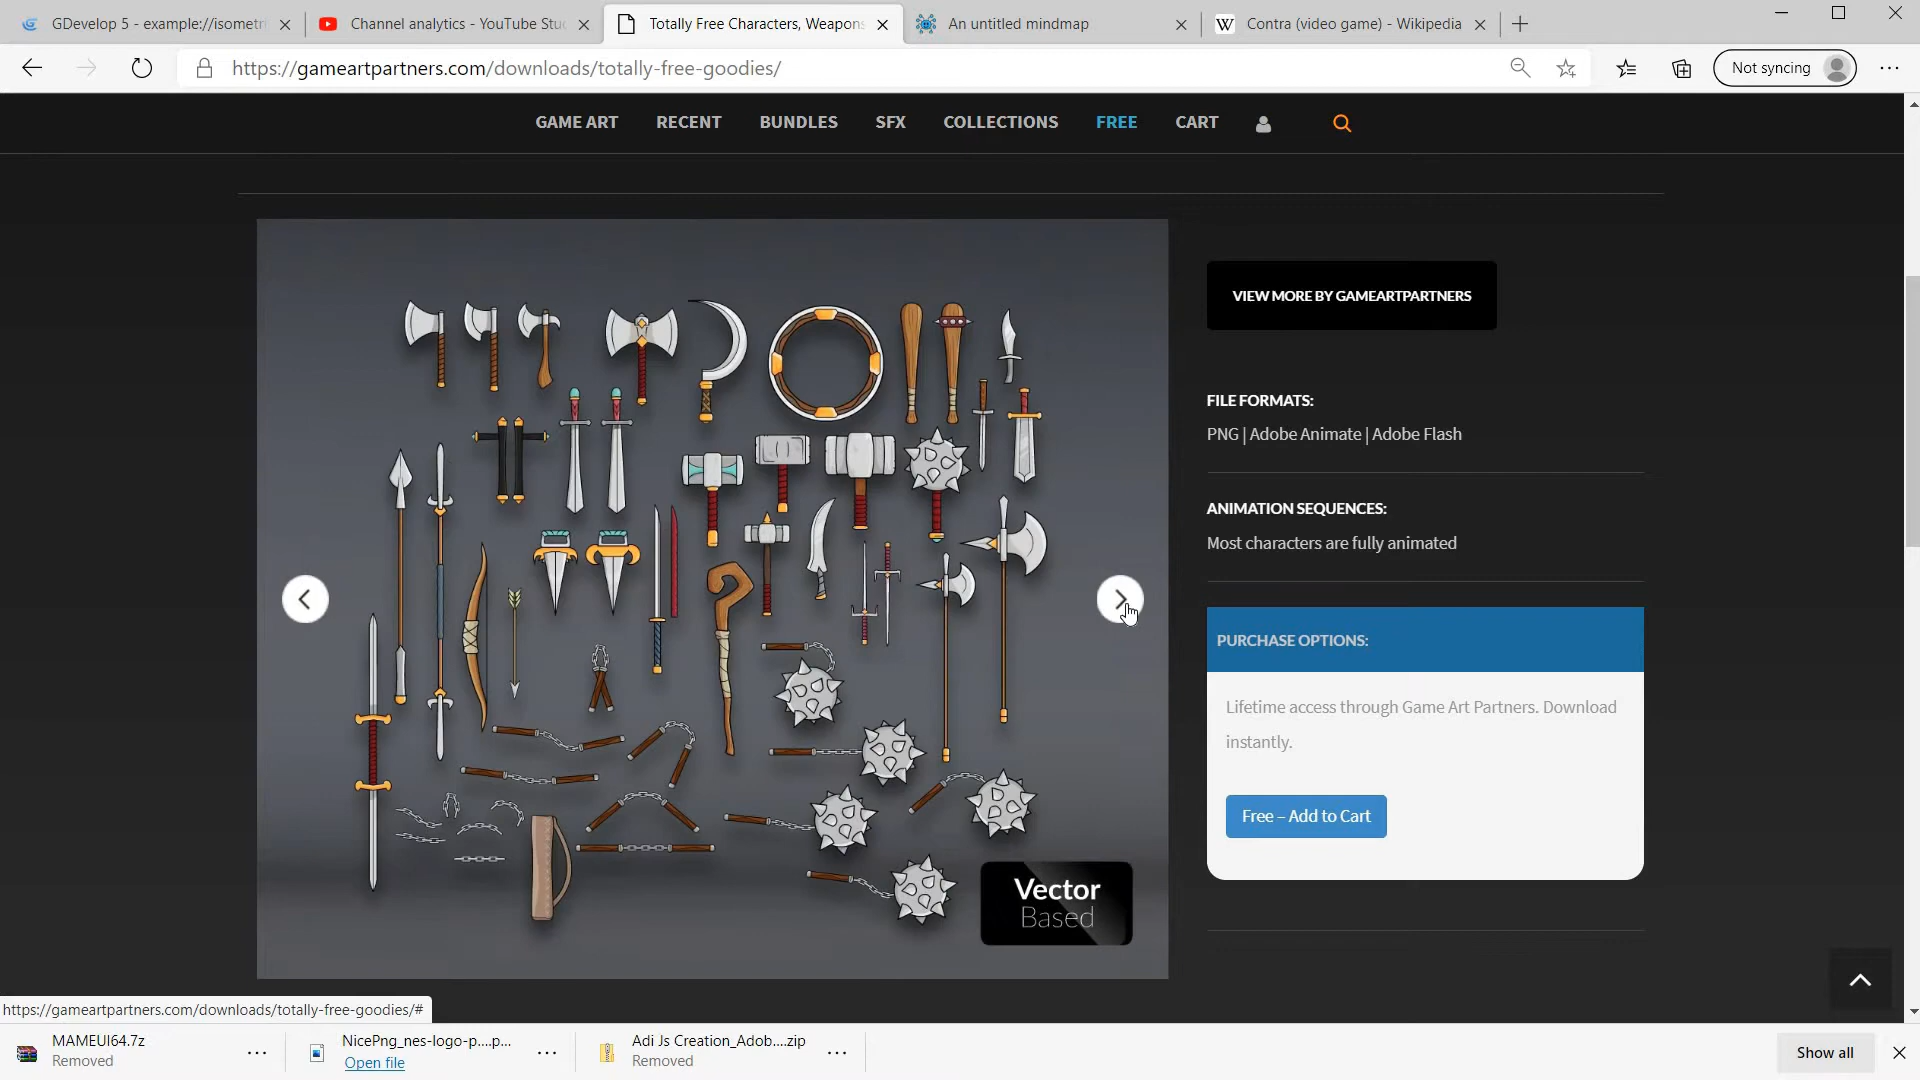 GDevelop 5 - example://isometri
Channel analytics - YouTube Stud
Totally Free Characters, Weapons
An untitled mindmap
Contra (video game) - Wikipedia
https://gameartpartners.com/downloads/totally-free-goodies/
Not syncing
GAME ART
RECENT
BUNDLES
SFX
COLLECTIONS
FREE
CART
VIEW MORE BY GAMEARTPARTNERS
FILE FORMATS:
PNG | Adobe Animate | Adobe Flash
ANIMATION SEQUENCES:
Most characters are fully animated
PURCHASE OPTIONS:
Lifetime access through Game Art Partners. Download
instantly.
Free – Add to Cart
Vector
Based
https://gameartpartners.com/downloads/totally-free-goodies/#
MAMEUI64.7z
Removed
NicePng_nes-logo-p....p...
Open file
Adi Js Creation_Adob....zip
Removed
Show all